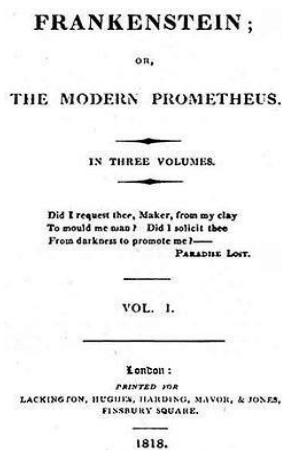 FRANKENSTEIN;
OR,
THE MODERN PROMETHEUS.
IN THREE VOLUMES.
Did I request thee, Maker, from my clay
To mould me man? Did I solicit thee
From darkness to promote me?——
PARADISE LOST.
VOL. I.
London:
PRINTED FOR
LACKINGTON, HUGHES, HARDING, MAVOR, & JONES,
FINSBURY SQUARE.
1818.